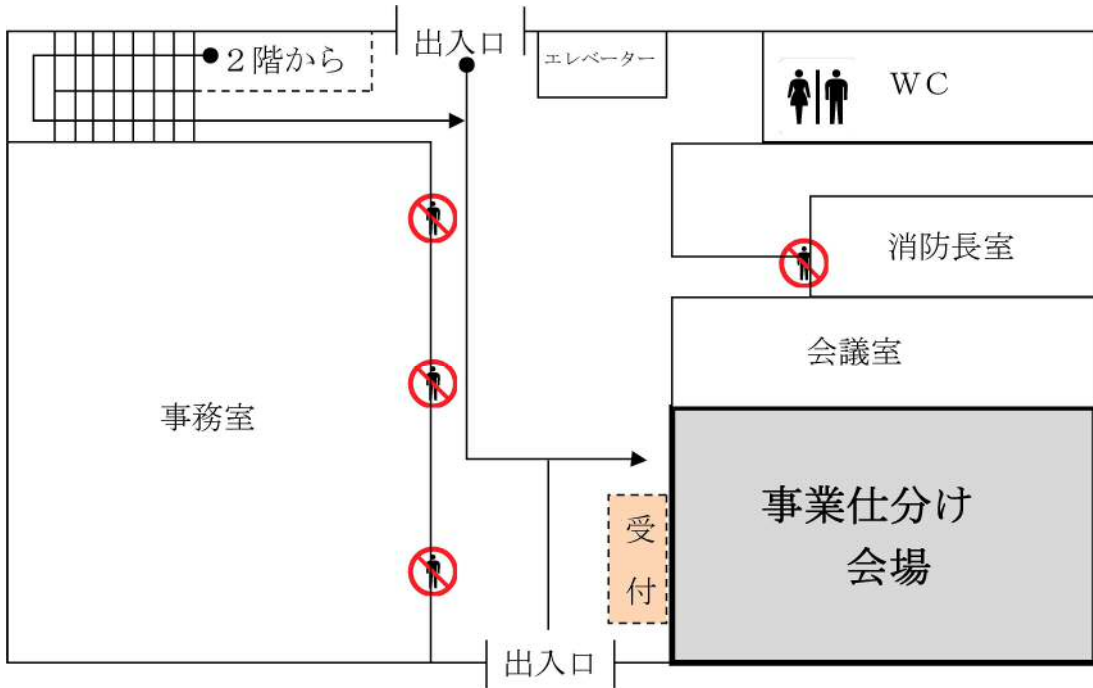 出入口
２階から
エレベーター
ＷＣ
消防長室
会議室
事務室
事業仕分け
会場
受
付
出入口